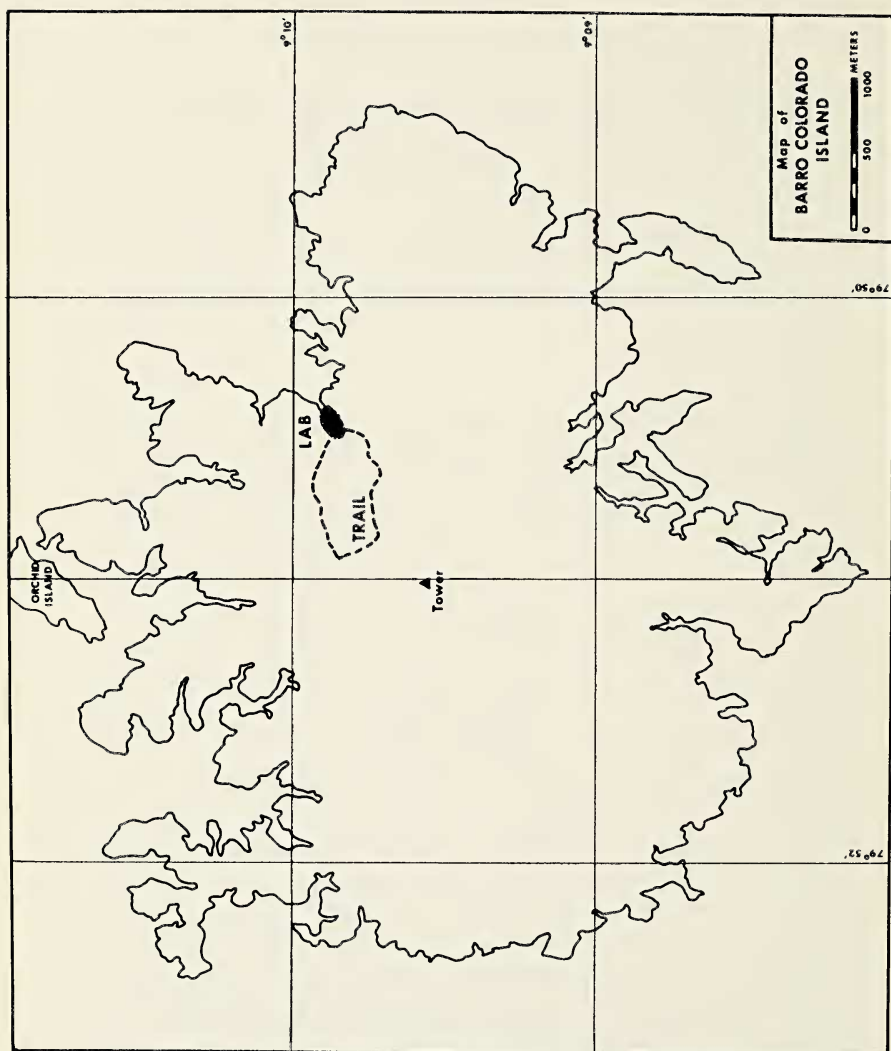 Map of
BARRO COLORADO
ISLAND
0 500 1000
METERS
9°10'
9°09'
79°50'
79°52'
ORCHID
ISLAND
LAB
TRAIL
Tower